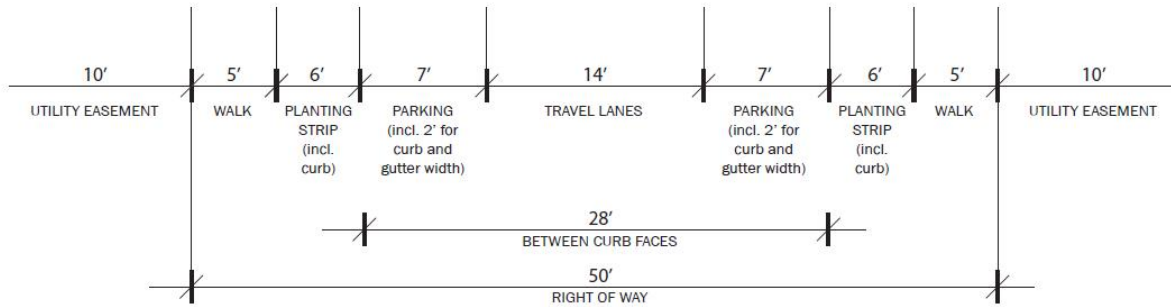 10' 5' 6' 7' 14' 7' 6' 5' 10'
UTILITY EASEMENT WALK PLANTING PARKING TRAVEL LANES PARKING PLANTING WALK UTILITY EASEMENT
STRIP (incl. 2' for (incl. 2' for STRIP
(incl. curb and curb and (incl.
curb) gutter width) gutter width) curb)
28'
BETWEEN CURB FACES
50'
RIGHT OF WAY